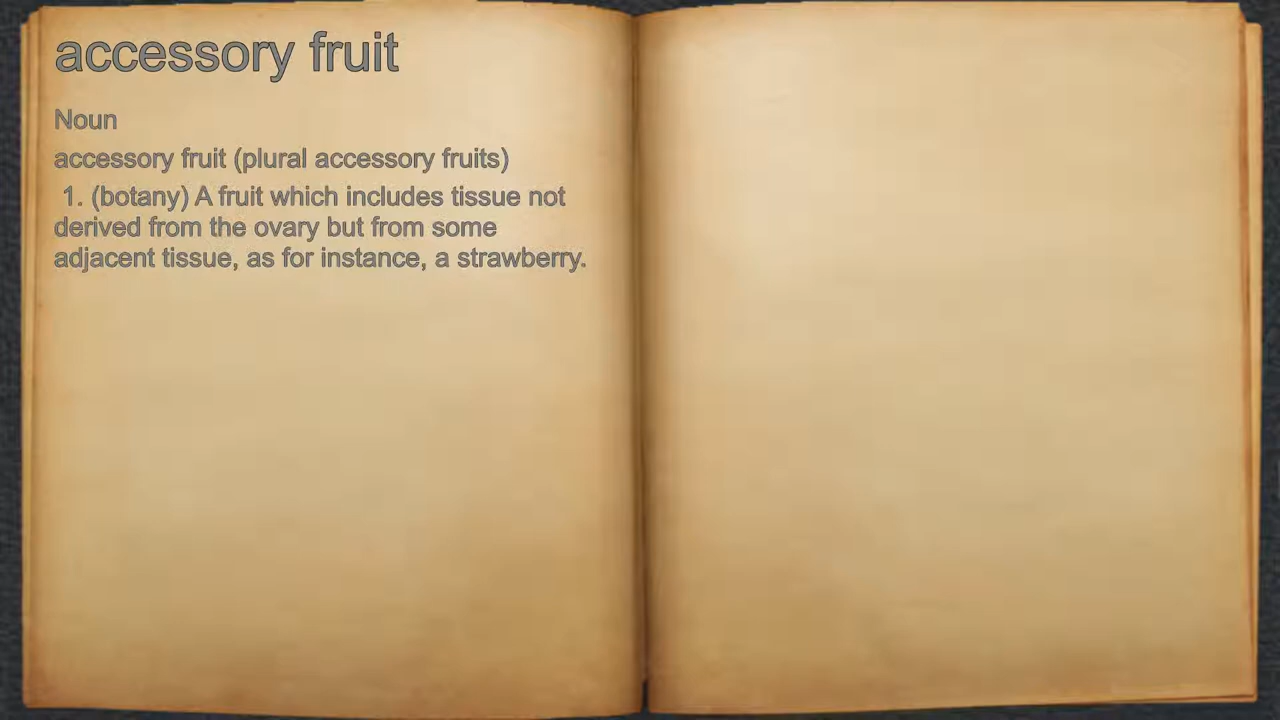 accessory fruit
Noun
accessory fruit (plural accessory fruits)
1. (botany) A fruit which includes tissue not
derived from the ovary but from some
adjacent tissue, as for instance, a strawberry.